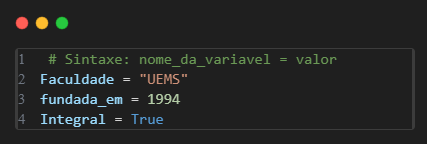 1 # Sintaxe: nome_da_variavel = valor
2 Faculdade = "UEMS"
3 fundada_em = 1994
4 Integral = True